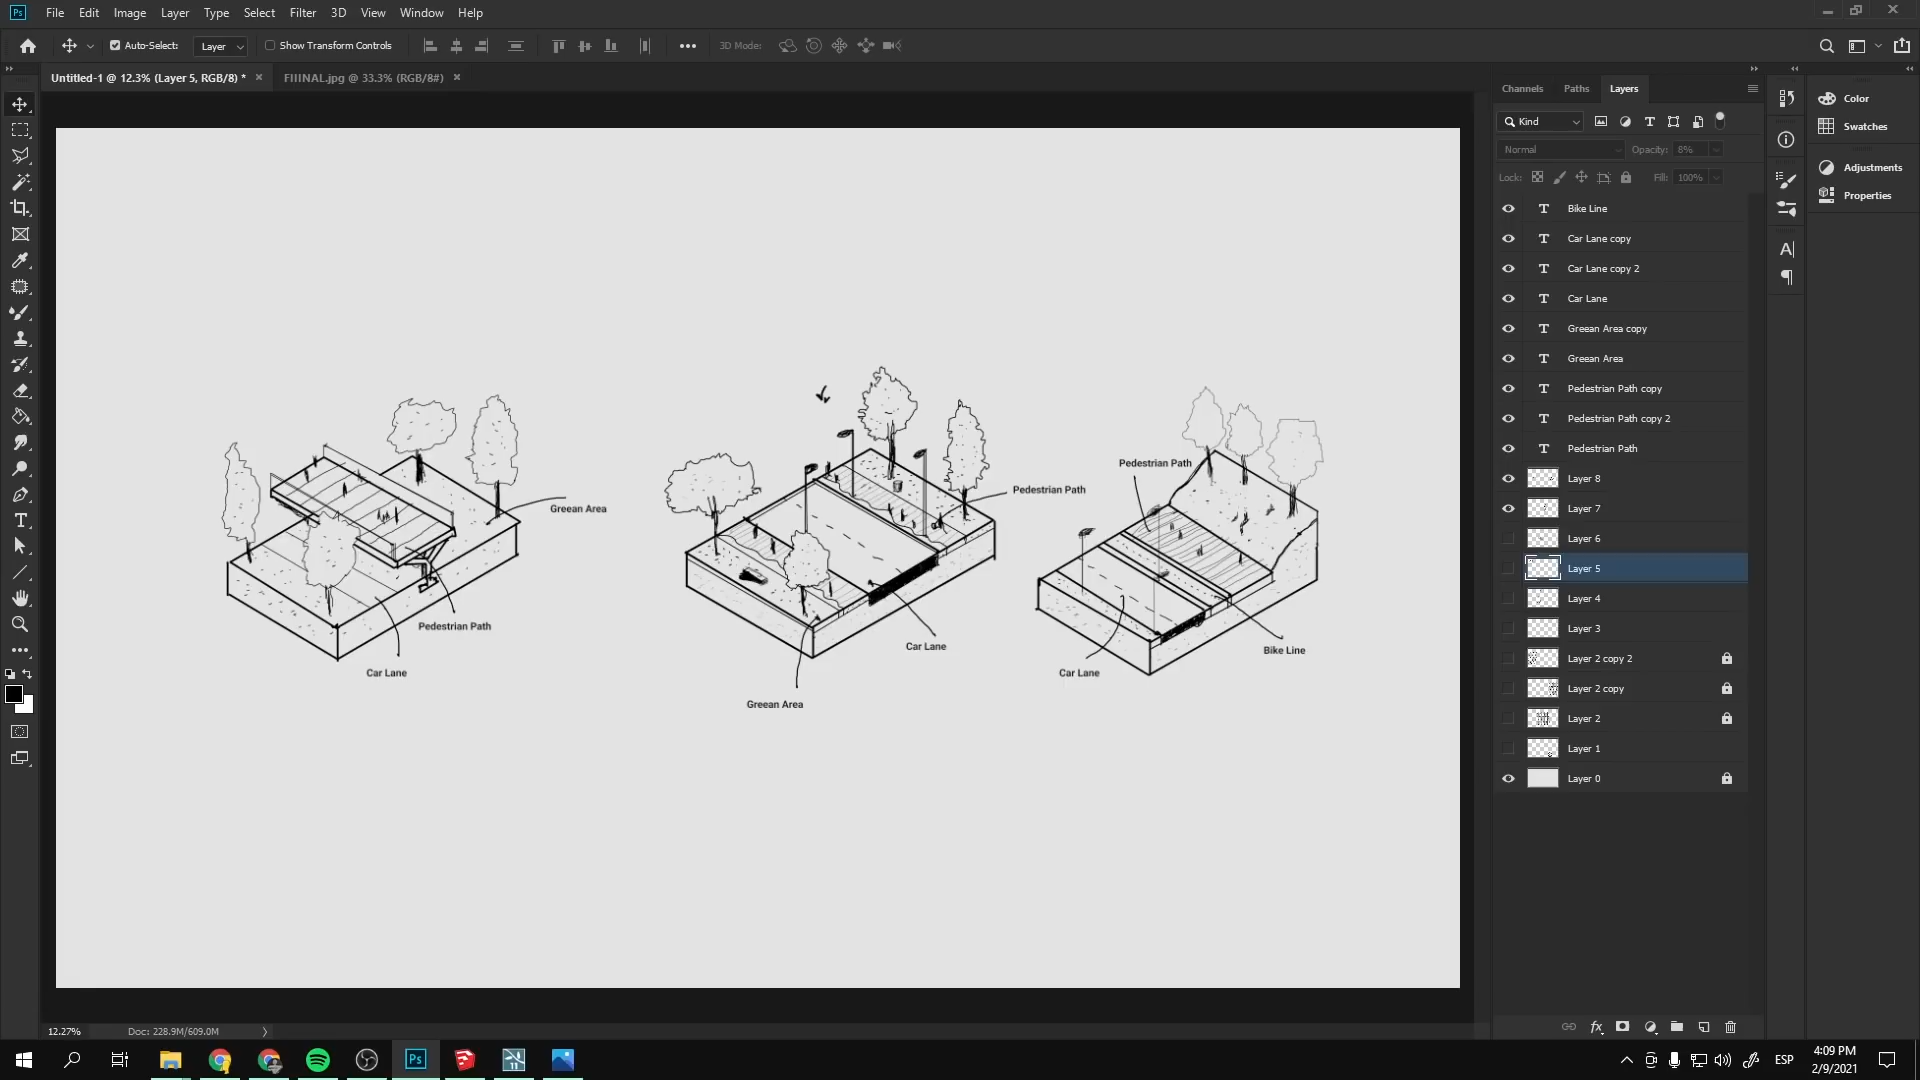 Ps File Edit Image Layer Type Select Filter 3D View Window Help
Auto-Select: Layer Show Transform Controls 3D Mode:
Untitled-1 @ 12.3% (Layer 5, RGB/8) * FIIINAL.jpg @ 33.3% (RGB/8#)
Channels Paths Layers
Kind
Normal Opacity: 8%
Lock: Fill: 100%
Bike Line
Car Lane copy
Car Lane copy 2
Car Lane
Greean Area copy
Greean Area
Pedestrian Path copy
Pedestrian Path copy 2
Pedestrian Path
Layer 8
Layer 7
Layer 6
Layer 5
Layer 4
Layer 3
Layer 2 copy 2
Layer 2 copy
Layer 2
Layer 1
Layer 0
Color
Swatches
Adjustments
Properties
Greean Area
Pedestrian Path
Car Lane
Pedestrian Path
Car Lane
Greean Area
Pedestrian Path
Bike Line
Car Lane
12.27% Doc: 228.9M/609.0M
Ps 11 ESP 4:09 PM
2/9/2021